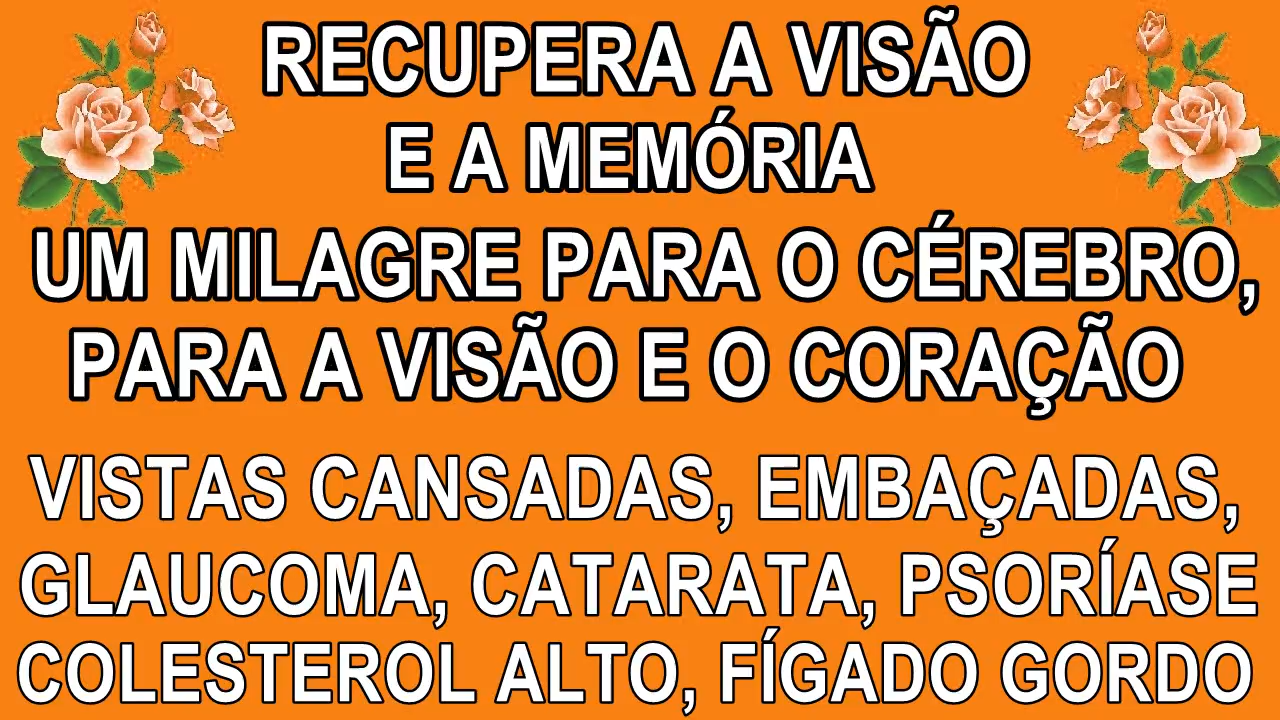 RECUPERA A VISÃO
E A MEMÓRIA
UM MILAGRE PARA O CÉREBRO,
PARA A VISÃO E O CORAÇÃO
VISTAS CANSADAS, EMBAÇADAS,
GLAUCOMA, CATARATA, PSORÍASE
COLESTEROL ALTO, FÍGADO GORDO